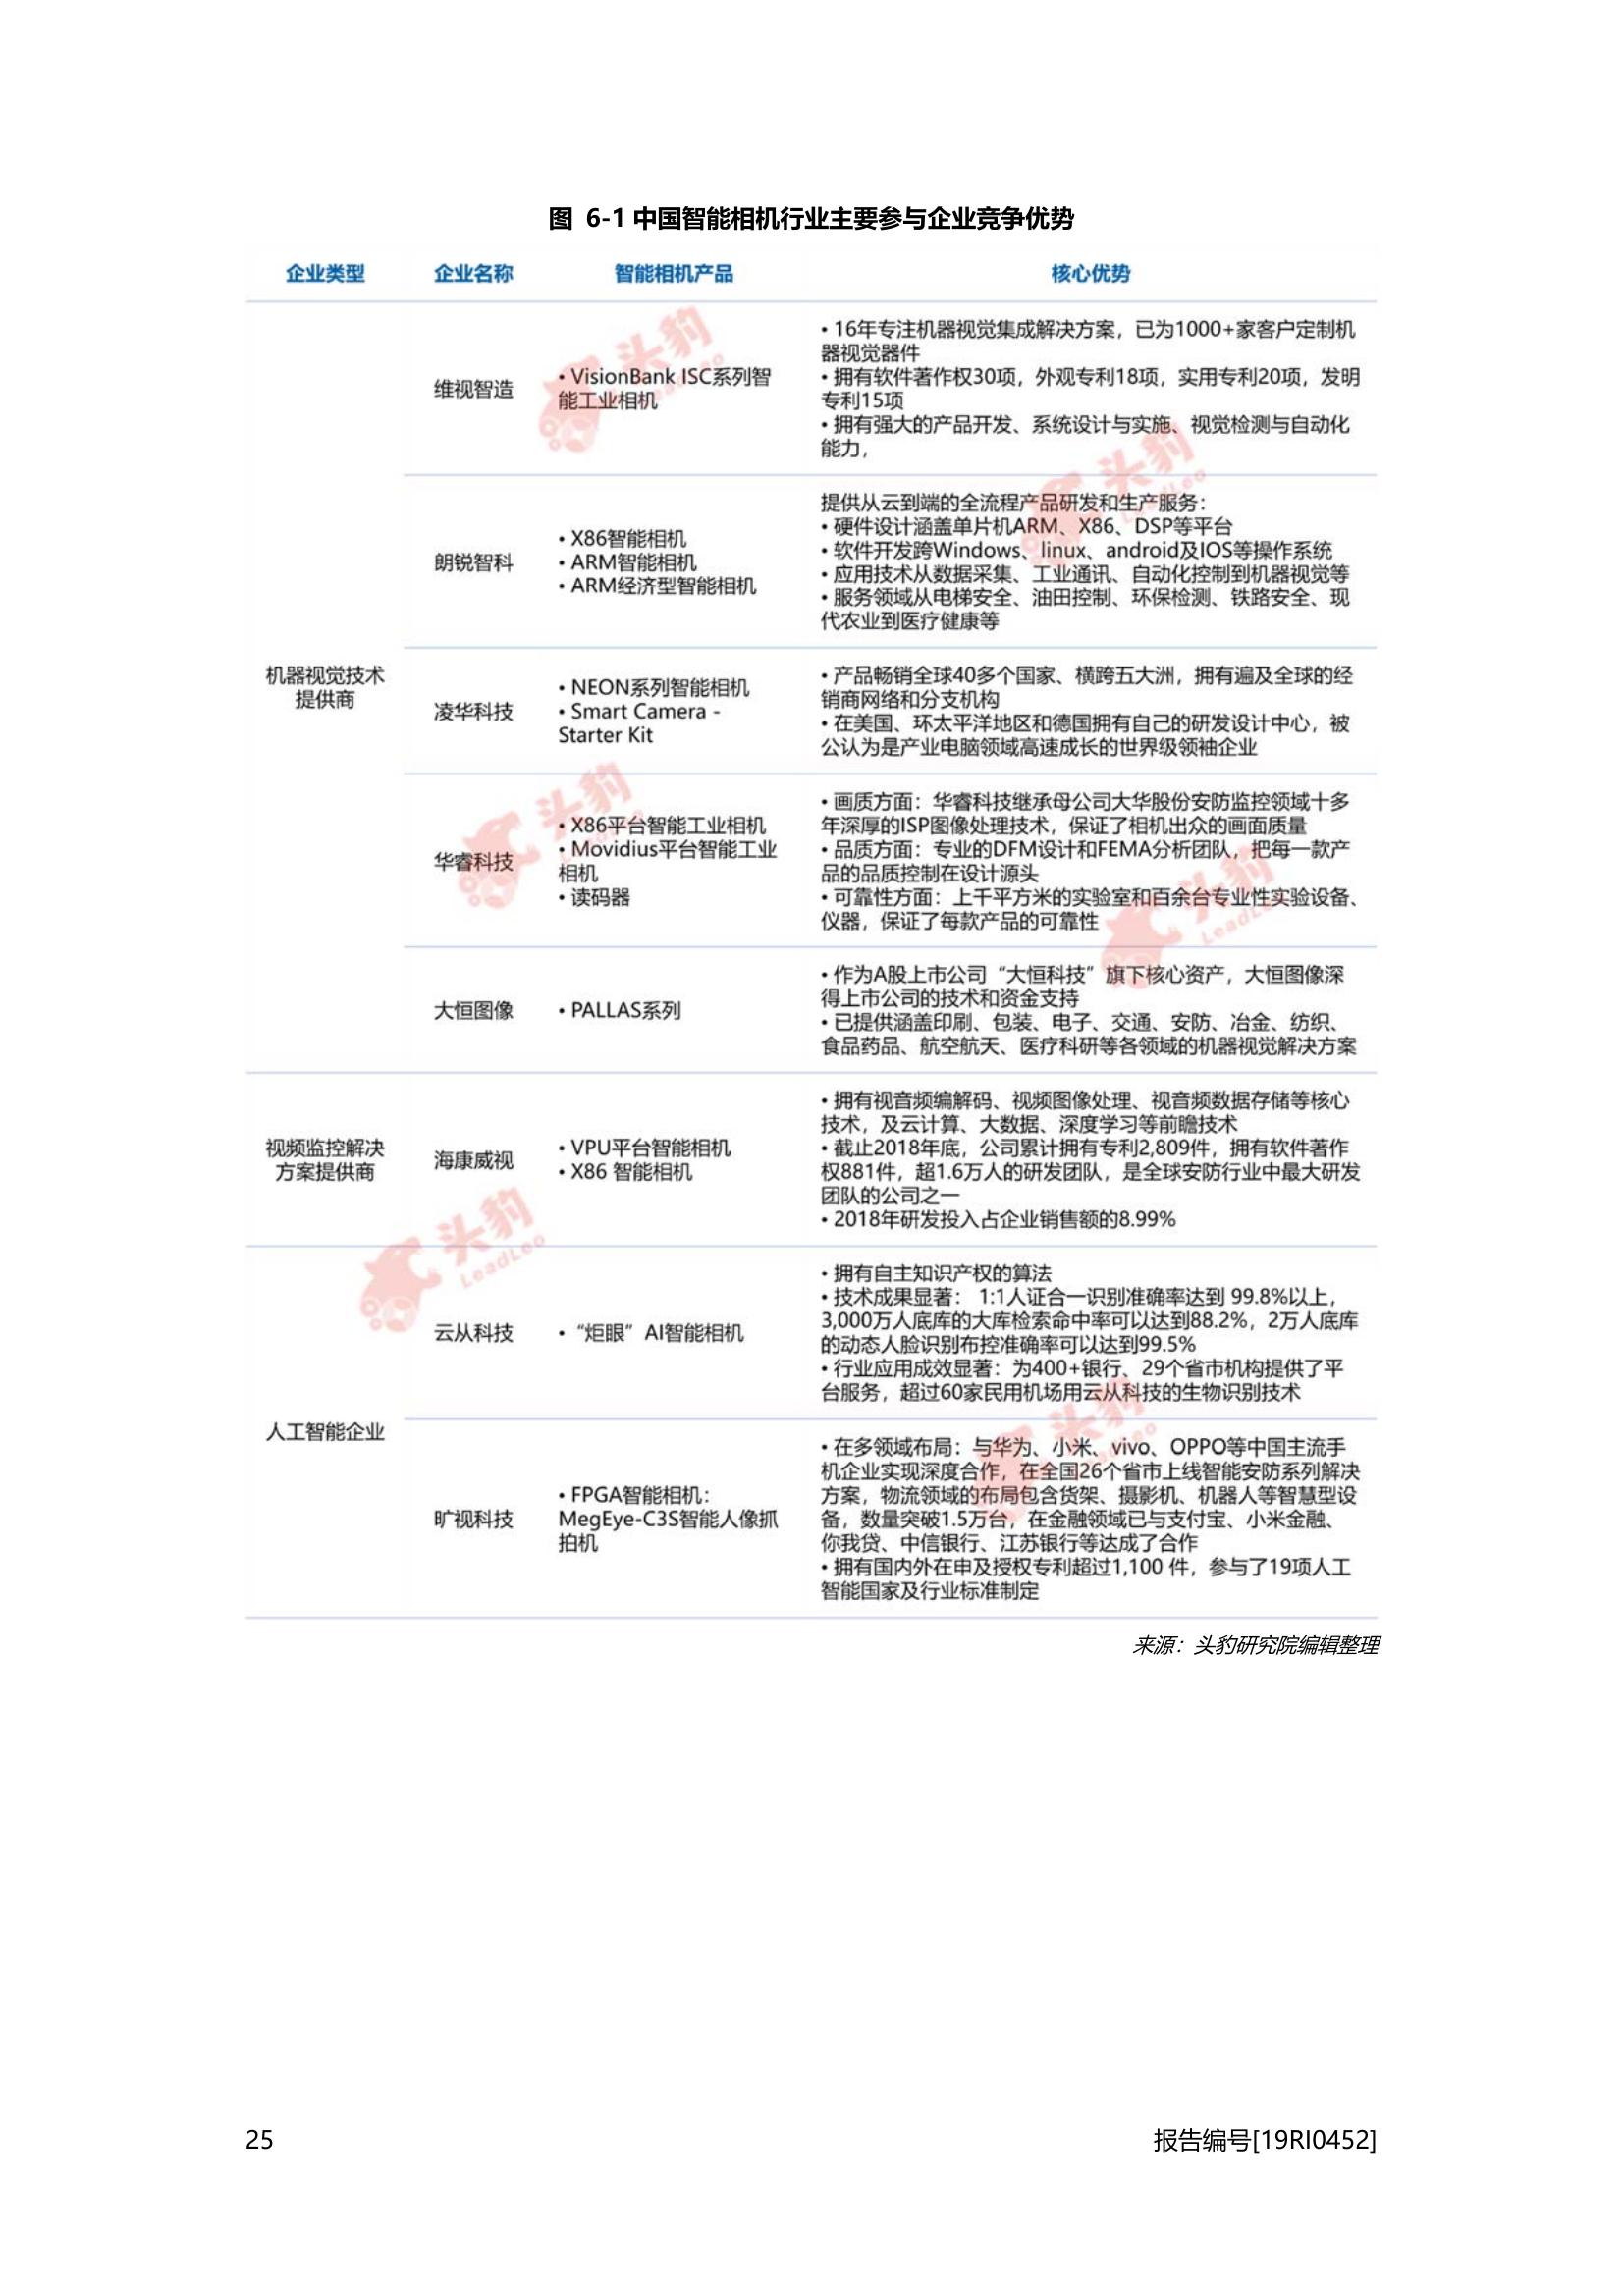 图 6-1 中国智能相机行业主要参与企业竞争优势
企业类型 企业名称 智能相机产品 核心优势
机器视觉技术
提供商
维视智造
• VisionBank ISC系列智
能工业相机
• 16年专注机器视觉集成解决方案，已为1000+家客户定制机
器视觉器件
• 拥有软件著作权30项，外观专利18项，实用专利20项，发明
专利15项
• 拥有强大的产品开发、系统设计与实施、视觉检测与自动化
能力，
朗锐智科
• X86智能相机
• ARM智能相机
• ARM经济型智能相机
提供从云到端的全流程产品研发和生产服务：
• 硬件设计涵盖单片机ARM、X86、DSP等平台
• 软件开发跨Windows、linux、android及IOS等操作系统
• 应用技术从数据采集、工业通讯、自动化控制到机器视觉等
• 服务领域从电梯安全、油田控制、环保检测、铁路安全、现
代农业到医疗健康等
凌华科技
• NEON系列智能相机
• Smart Camera -
Starter Kit
• 产品畅销全球40多个国家、横跨五大洲，拥有遍及全球的经
销商网络和分支机构
• 在美国、环太平洋地区和德国拥有自己的研发设计中心，被
公认为是产业电脑领域高速成长的世界级领袖企业
华睿科技
• X86平台智能工业相机
• Movidius平台智能工业
相机
• 读码器
• 画质方面：华睿科技继承母公司大华股份安防监控领域十多
年深厚的ISP图像处理技术，保证了相机出众的画面质量
• 品质方面：专业的DFM设计和FEMA分析团队，把每一款产
品的品质控制在设计源头
• 可靠性方面：上千平方米的实验室和百余台专业性实验设备、
仪器，保证了每款产品的可靠性
大恒图像
• PALLAS系列
• 作为A股上市公司“大恒科技”旗下核心资产，大恒图像深
得上市公司的技术和资金支持
• 已提供涵盖印刷、包装、电子、交通、安防、冶金、纺织、
食品药品、航空航天、医疗科研等各领域的机器视觉解决方案
视频监控解决
方案提供商
海康威视
• VPU平台智能相机
• X86 智能相机
• 拥有视音频编解码、视频图像处理、视音频数据存储等核心
技术，及云计算、大数据、深度学习等前瞻技术
• 截止2018年底，公司累计拥有专利2,809件，拥有软件著作
权881件，超1.6万人的研发团队，是全球安防行业中最大研发
团队的公司之一
• 2018年研发投入占企业销售额的8.99%
人工智能企业
云从科技
• “炬眼”AI智能相机
• 拥有自主知识产权的算法
• 技术成果显著： 1:1人证合一识别准确率达到 99.8%以上，
3,000万人底库的大库检索命中率可以达到88.2%，2万人底库
的动态人脸识别布控准确率可以达到99.5%
• 行业应用成效显著：为400+银行、29个省市机构提供了平
台服务，超过60家民用机场用云从科技的生物识别技术
旷视科技
• FPGA智能相机：
MegEye-C3S智能人像抓
拍机
• 在多领域布局：与华为、小米、vivo、OPPO等中国主流手
机企业实现深度合作，在全国26个省市上线智能安防系列解决
方案，物流领域的布局包含货架、摄影机、机器人等智慧型设
备，数量突破1.5万台，在金融领域已与支付宝、小米金融、
你我贷、中信银行、江苏银行等达成了合作
• 拥有国内外在申及授权专利超过1,100 件，参与了19项人工
智能国家及行业标准制定
来源：头豹研究院编辑整理
25 报告编号[19RI0452]
头豹
LeadLeo
头豹
LeadLeo
头豹
头豹
LeadLeo
头豹
LeadLeo
头豹
LeadLeo